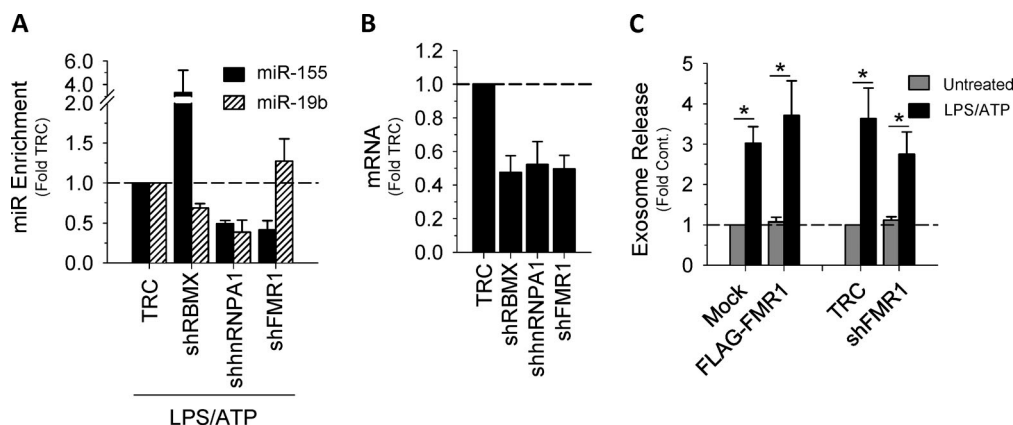 A
miR Enrichment
(Fold TRC)
6.0
4.0
2.0
1.5
1.0
0.5
0.0
miR-155
miR-19b
TRC
shRBMX
shhnRNPA1
shFMR1
LPS/ATP
B
mRNA
(Fold TRC)
1.2
1.0
0.8
0.6
0.4
0.2
0.0
TRC
shRBMX
shhnRNPA1
shFMR1
C
Exosome Release
(Fold Cont.)
5
4
3
2
1
0
*
*
*
*
Untreated
LPS/ATP
Mock
FLAG-FMR1
TRC
shFMR1